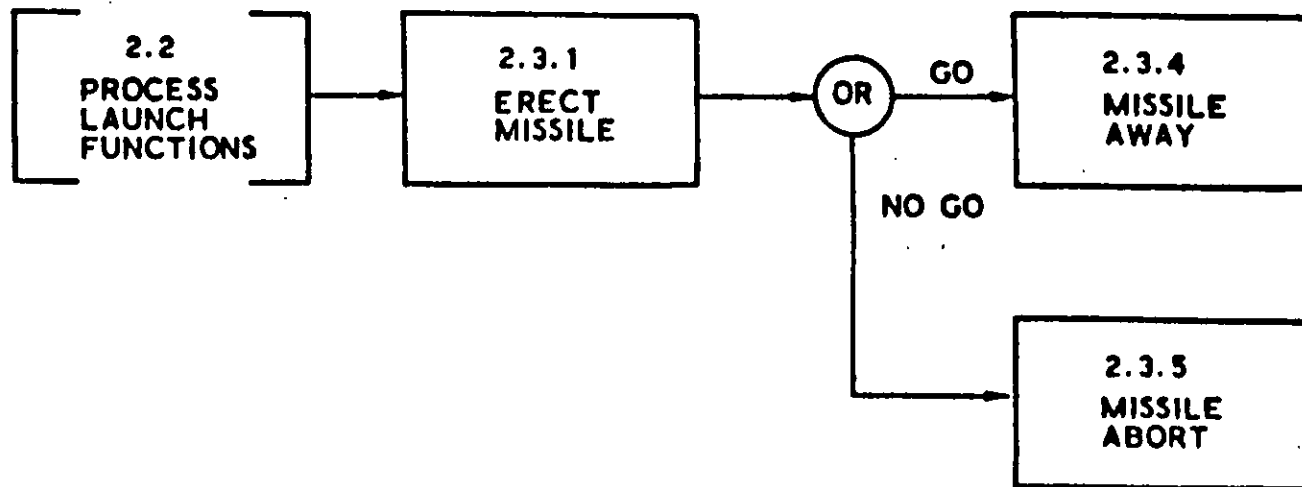 2.2
PROCESS
LAUNCH
FUNCTIONS
2.3.1
ERECT
MISSILE
OR
GO
2.3.4
MISSILE
AWAY
NO GO
2.3.5
MISSILE
ABORT